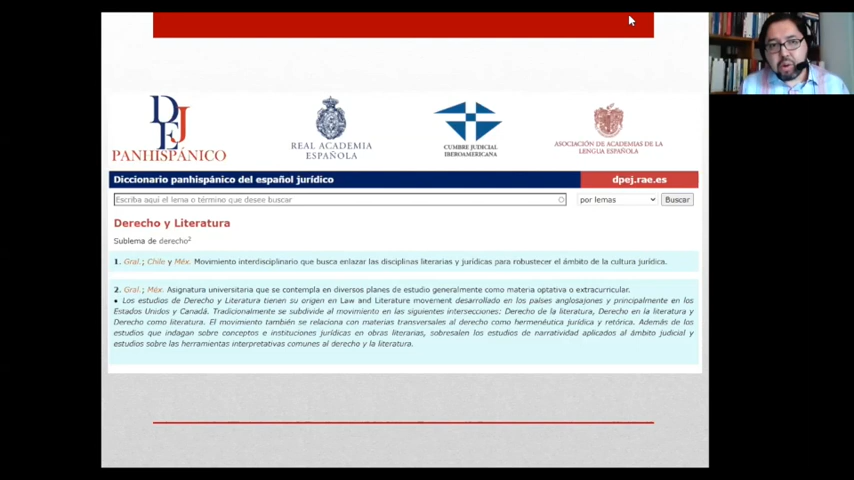 DEJ
PANHISPÁNICO
REAL ACADEMIA
ESPAÑOLA
CUMBRE JUDICIAL
IBEROAMERICANA
ASOCIACIÓN DE ACADEMIAS DE LA
LENGUA ESPAÑOLA
Diccionario panhispánico del español jurídico
dpej.rae.es
Escriba aquí el lema o término que desee buscar
por lemas
Buscar
Derecho y Literatura
Sublema de derecho²
1. Gral.; Chile y Méx. Movimiento interdisciplinario que busca enlazar las disciplinas literarias y jurídicas para robustecer el ámbito de la cultura jurídica.
2. Gral.; Méx. Asignatura universitaria que se contempla en diversos planes de estudio generalmente como materia optativa o extracurricular.
• Los estudios de Derecho y Literatura tienen su origen en Law and Literature movement desarrollado en los países anglosajones y principalmente en los
Estados Unidos y Canadá. Tradicionalmente se subdivide al movimiento en las siguientes intersecciones: Derecho de la literatura, Derecho en la literatura y
Derecho como literatura. El movimiento también se relaciona con materias transversales al derecho como hermenéutica jurídica y retórica. Además de los
estudios que indagan sobre conceptos e instituciones jurídicas en obras literarias, sobresalen los estudios de narratividad aplicados al ámbito judicial y
estudios sobre las herramientas interpretativas comunes al derecho y la literatura.